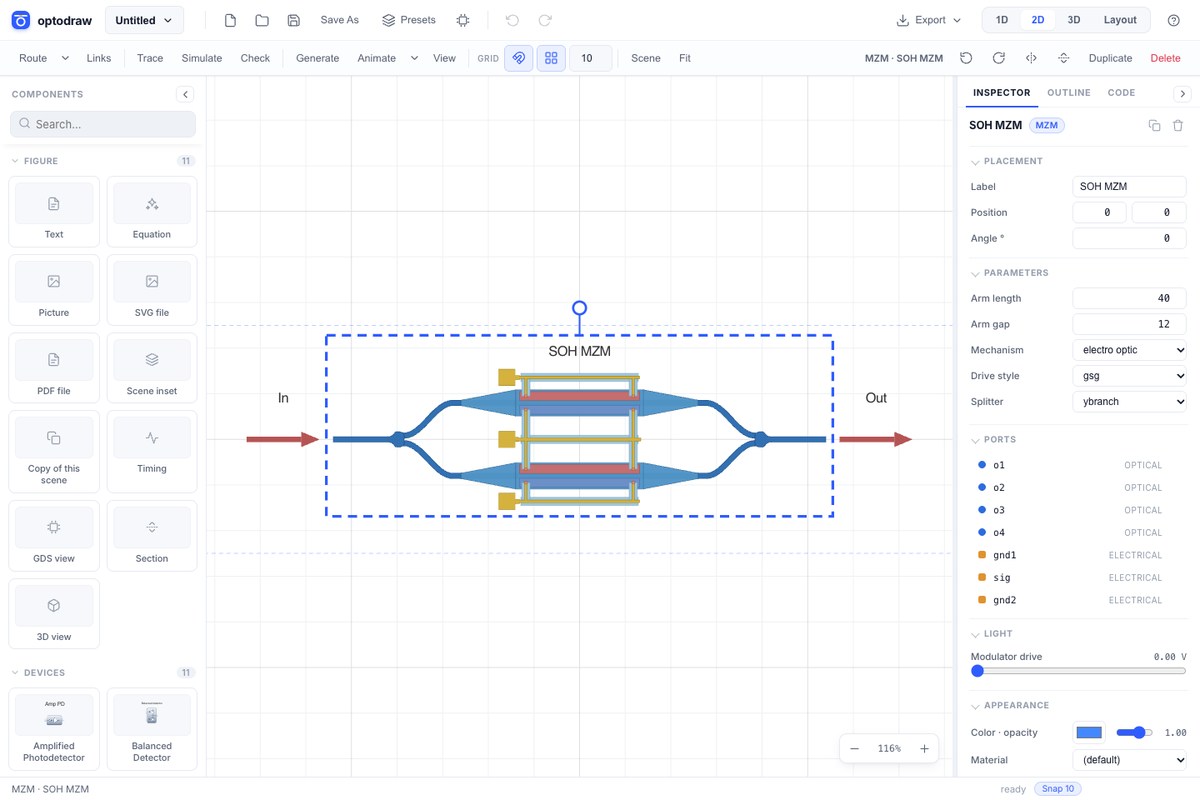 optodraw
Untitled
Save As
Presets
Export
1D
2D
3D
Layout
Route
Links
Trace
Simulate
Check
Generate
Animate
View
GRID
10
Scene
Fit
MZM · SOH MZM
Duplicate
Delete
COMPONENTS
Search...
FIGURE
11
Text
Equation
Picture
SVG file
PDF file
Scene inset
Copy of this
scene
Timing
GDS view
Section
3D view
DEVICES
11
Amp PD
Amplified
Photodetector
Balanced
Detector
SOH MZM
In
Out
116%
INSPECTOR
OUTLINE
CODE
SOH MZM
MZM
PLACEMENT
Label
SOH MZM
Position
0
0
Angle °
0
PARAMETERS
Arm length
40
Arm gap
12
Mechanism
electro optic
Drive style
gsg
Splitter
ybranch
PORTS
o1
OPTICAL
o2
OPTICAL
o3
OPTICAL
o4
OPTICAL
gnd1
ELECTRICAL
sig
ELECTRICAL
gnd2
ELECTRICAL
LIGHT
Modulator drive
0.00 V
APPEARANCE
Color · opacity
1.00
Material
(default)
MZM · SOH MZM
ready
Snap 10